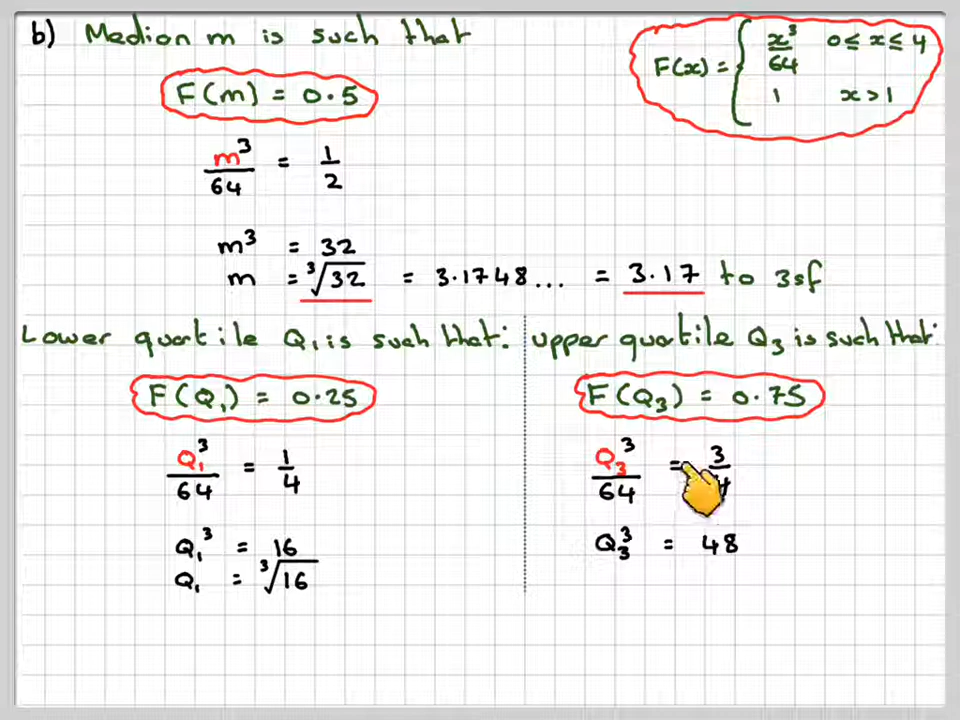 b) Median m is such that
F(x) = { x³/64 0 ≤ x ≤ 4
1 x > 1
F(m) = 0.5
m³/64 = 1/2
m³ = 32
m = ³√32 = 3.1748... = 3.17 to 3sf
Lower quartile Q₁ is such that:
F(Q₁) = 0.25
Q₁³/64 = 1/4
Q₁³ = 16
Q₁ = ³√16
upper quartile Q₃ is such that:
F(Q₃) = 0.75
Q₃³/64 = 3/
Q₃³ = 48